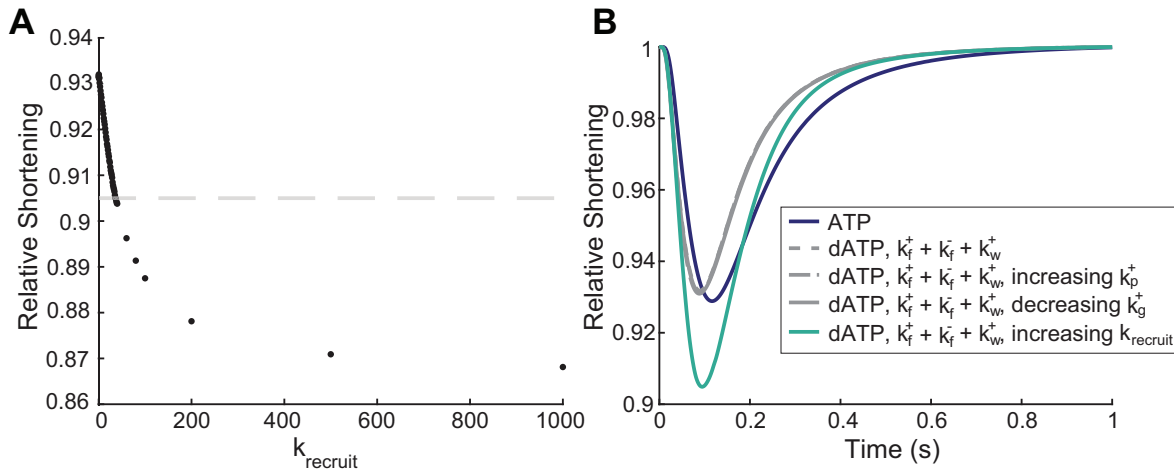 A
Relative Shortening
0.94
0.93
0.92
0.91
0.9
0.89
0.88
0.87
0.86
0 200 400 600 800 1000
k_recruit
B
Relative Shortening
1
0.98
0.96
0.94
0.92
0.9
0 0.2 0.4 0.6 0.8 1
Time (s)
ATP
dATP, k_f^+ + k_f^- + k_w^+
dATP, k_f^+ + k_f^- + k_w^+, increasing k_p^+
dATP, k_f^+ + k_f^- + k_w^+, decreasing k_g^+
dATP, k_f^+ + k_f^- + k_w^+, increasing k_recruit